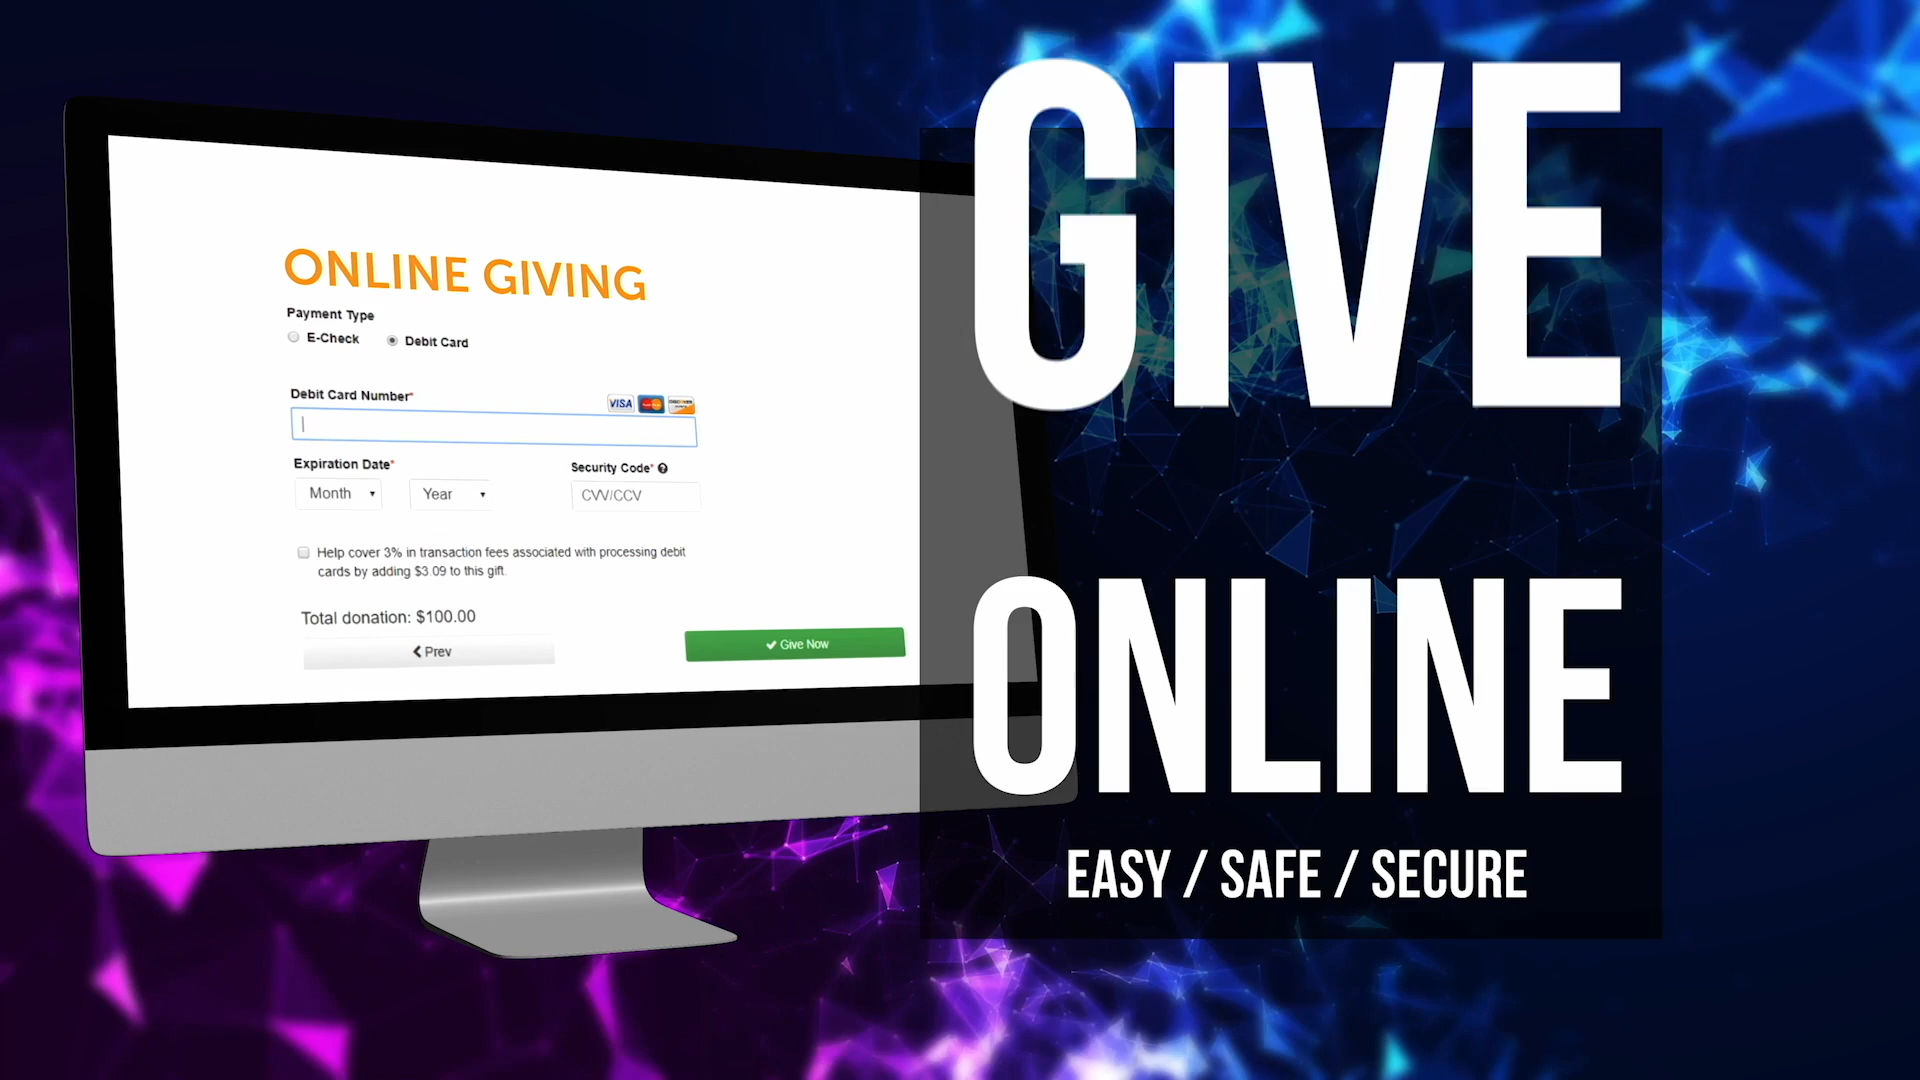 ONLINE GIVING
Payment Type
E-Check Debit Card
Debit Card Number*
VISA MasterCard DISCOVER
Expiration Date* Security Code* ?
Month Year CVV/CCV
Help cover 3% in transaction fees associated with processing debit
cards by adding $3.09 to this gift.
Total donation: $100.00
Prev Give Now
GIVE
ONLINE
EASY / SAFE / SECURE